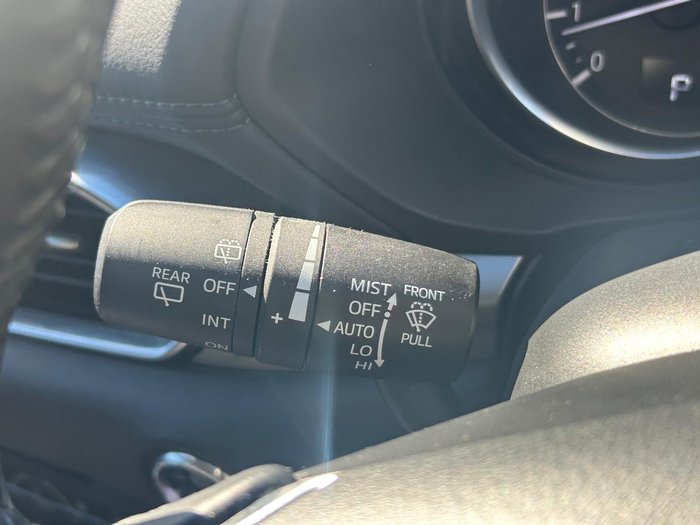 1
0
P
REAR
OFF
INT
ON
+
MIST
OFF
AUTO
LO
HI
FRONT
PULL